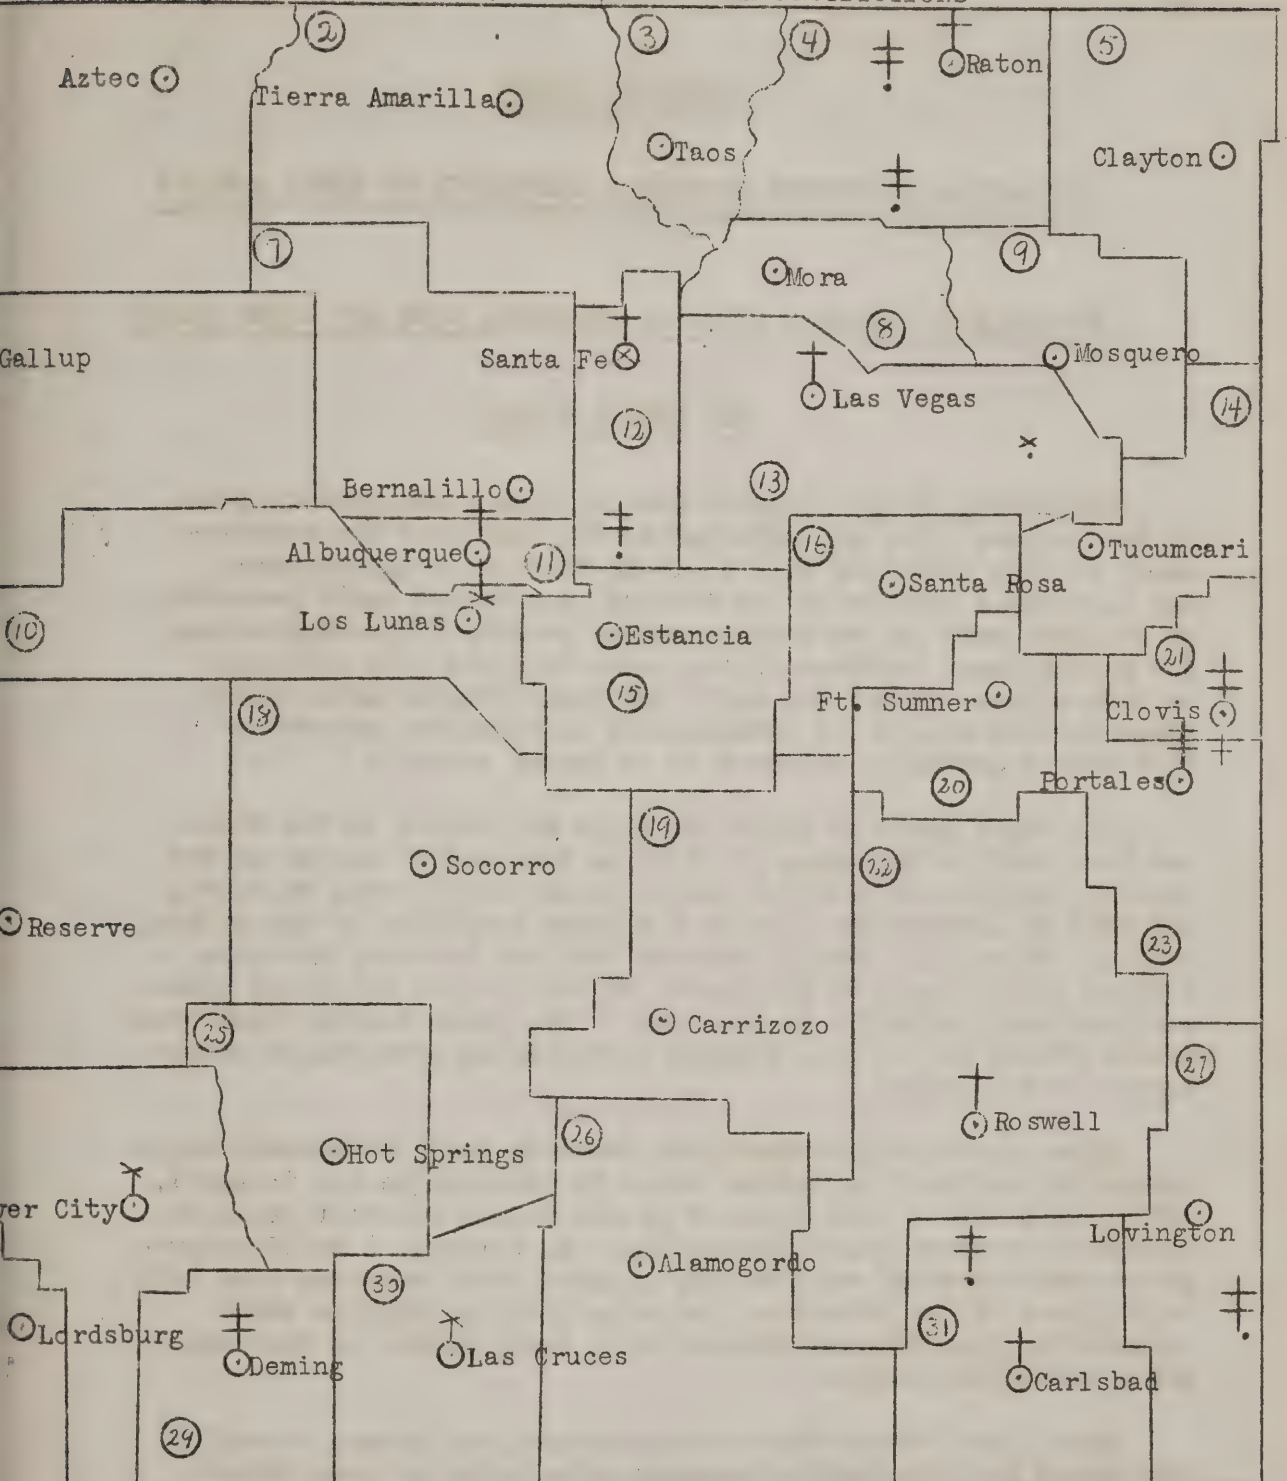 2 3 4 Raton 5
Aztec
Tierra Amarilla
Taos
Clayton
7 9
Mora
8
Gallup Santa Fe Mosquero
Las Vegas 14
12
13
Bernalillo
Albuquerque 11 16 Tucumcari
Santa Rosa
10 Los Lunas Estancia
21
15
18 Ft. Sumner Clovis
20 Portales
19
Socorro 22
Reserve
23
25 Carrizozo
27
26 Roswell
Hot Springs
ver City
Lovington
30 Alamogordo
Lordsburg 31
Deming Las Cruces
Carlsbad
29